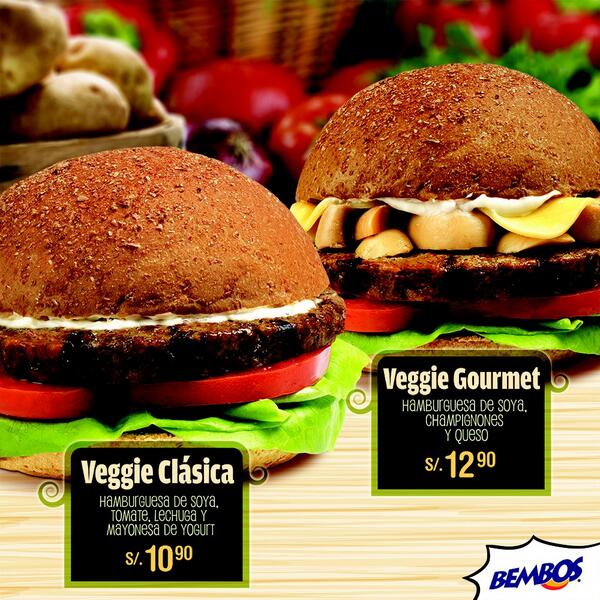 Veggie Gourmet
HAMBURGUESA DE SOYA,
CHAMPIGNONES
Y QUESO
S/.12.90
Veggie Clásica
HAMBURGUESA DE SOYA,
TOMATE, LECHUGA Y
MAYONESA DE YOGURT
S/.10.90
BEMBOS.